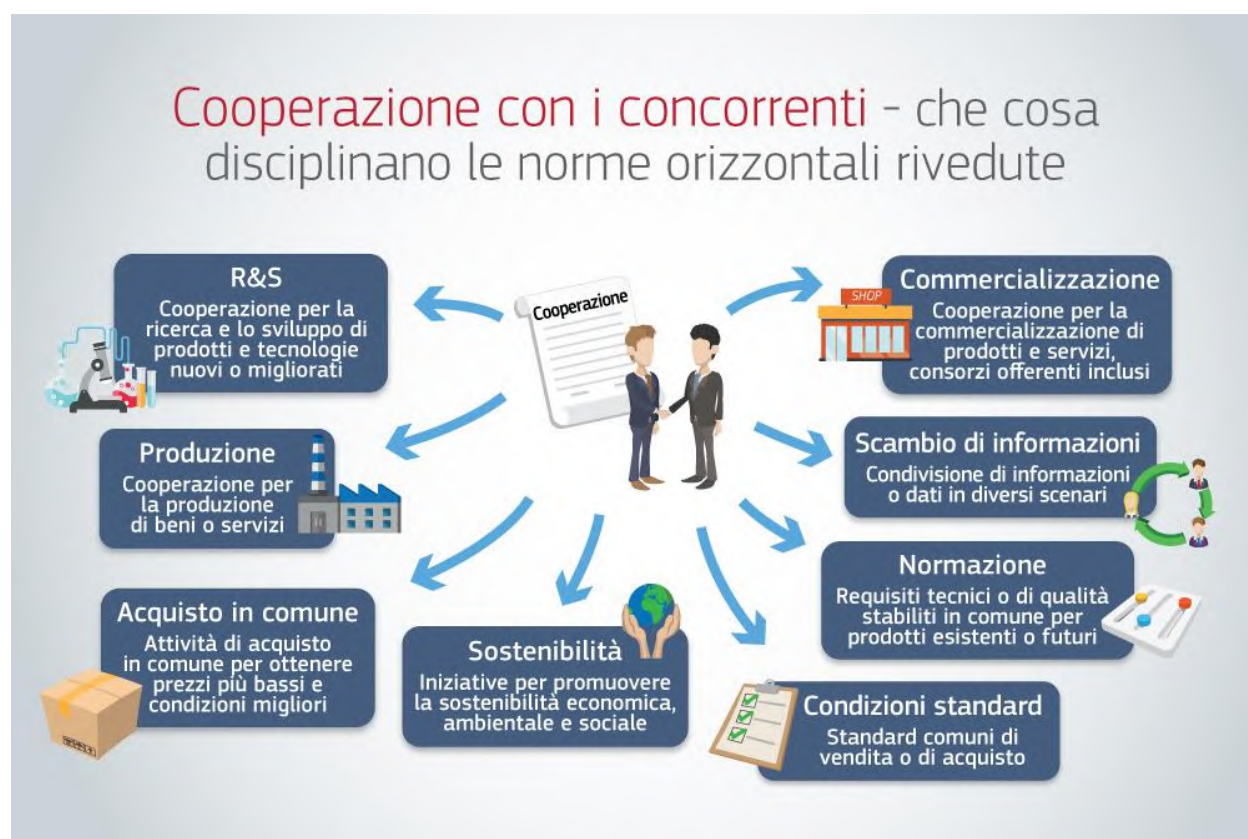 Cooperazione con i concorrenti - che cosa
disciplinano le norme orizzontali rivedute
R&S
Cooperazione per la
ricerca e lo sviluppo di
prodotti e tecnologie
nuovi o migliorati
Produzione
Cooperazione per
la produzione
di beni o servizi
Acquisto in comune
Attività di acquisto
in comune per ottenere
prezzi più bassi e
condizioni migliori
Cooperazione
Sostenibilità
Iniziative per promuovere
la sostenibilità economica,
ambientale e sociale
SHOP
Commercializzazione
Cooperazione per la
commercializzazione di
prodotti e servizi,
consorzi offerenti inclusi
Scambio di informazioni
Condivisione di informazioni
o dati in diversi scenari
Normazione
Requisiti tecnici o di qualità
stabiliti in comune per
prodotti esistenti o futuri
Condizioni standard
Standard comuni di
vendita o di acquisto